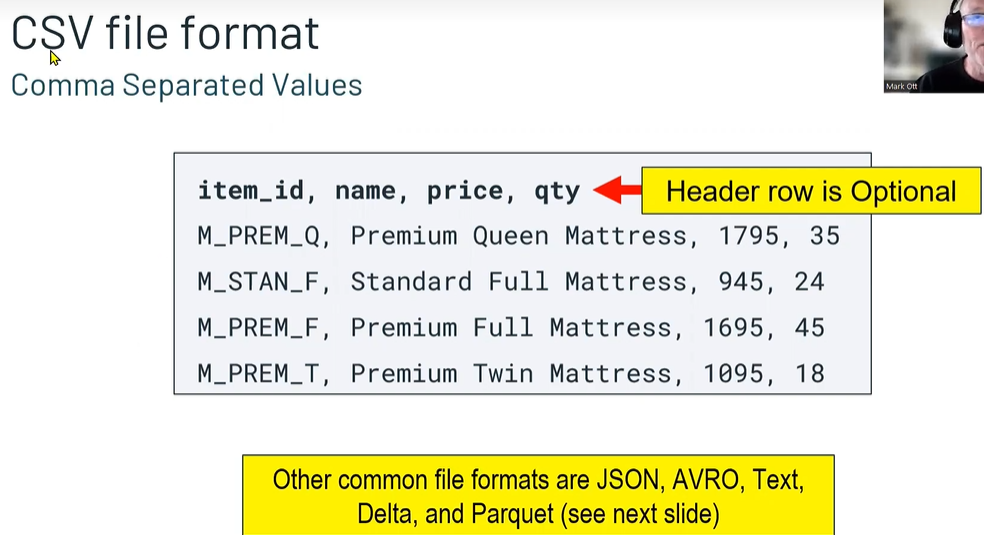 CSV file format
Comma Separated Values
Mark Ott
item_id, name, price, qty
Header row is Optional
M_PREM_Q, Premium Queen Mattress, 1795, 35
M_STAN_F, Standard Full Mattress, 945, 24
M_PREM_F, Premium Full Mattress, 1695, 45
M_PREM_T, Premium Twin Mattress, 1095, 18
Other common file formats are JSON, AVRO, Text,
Delta, and Parquet (see next slide)